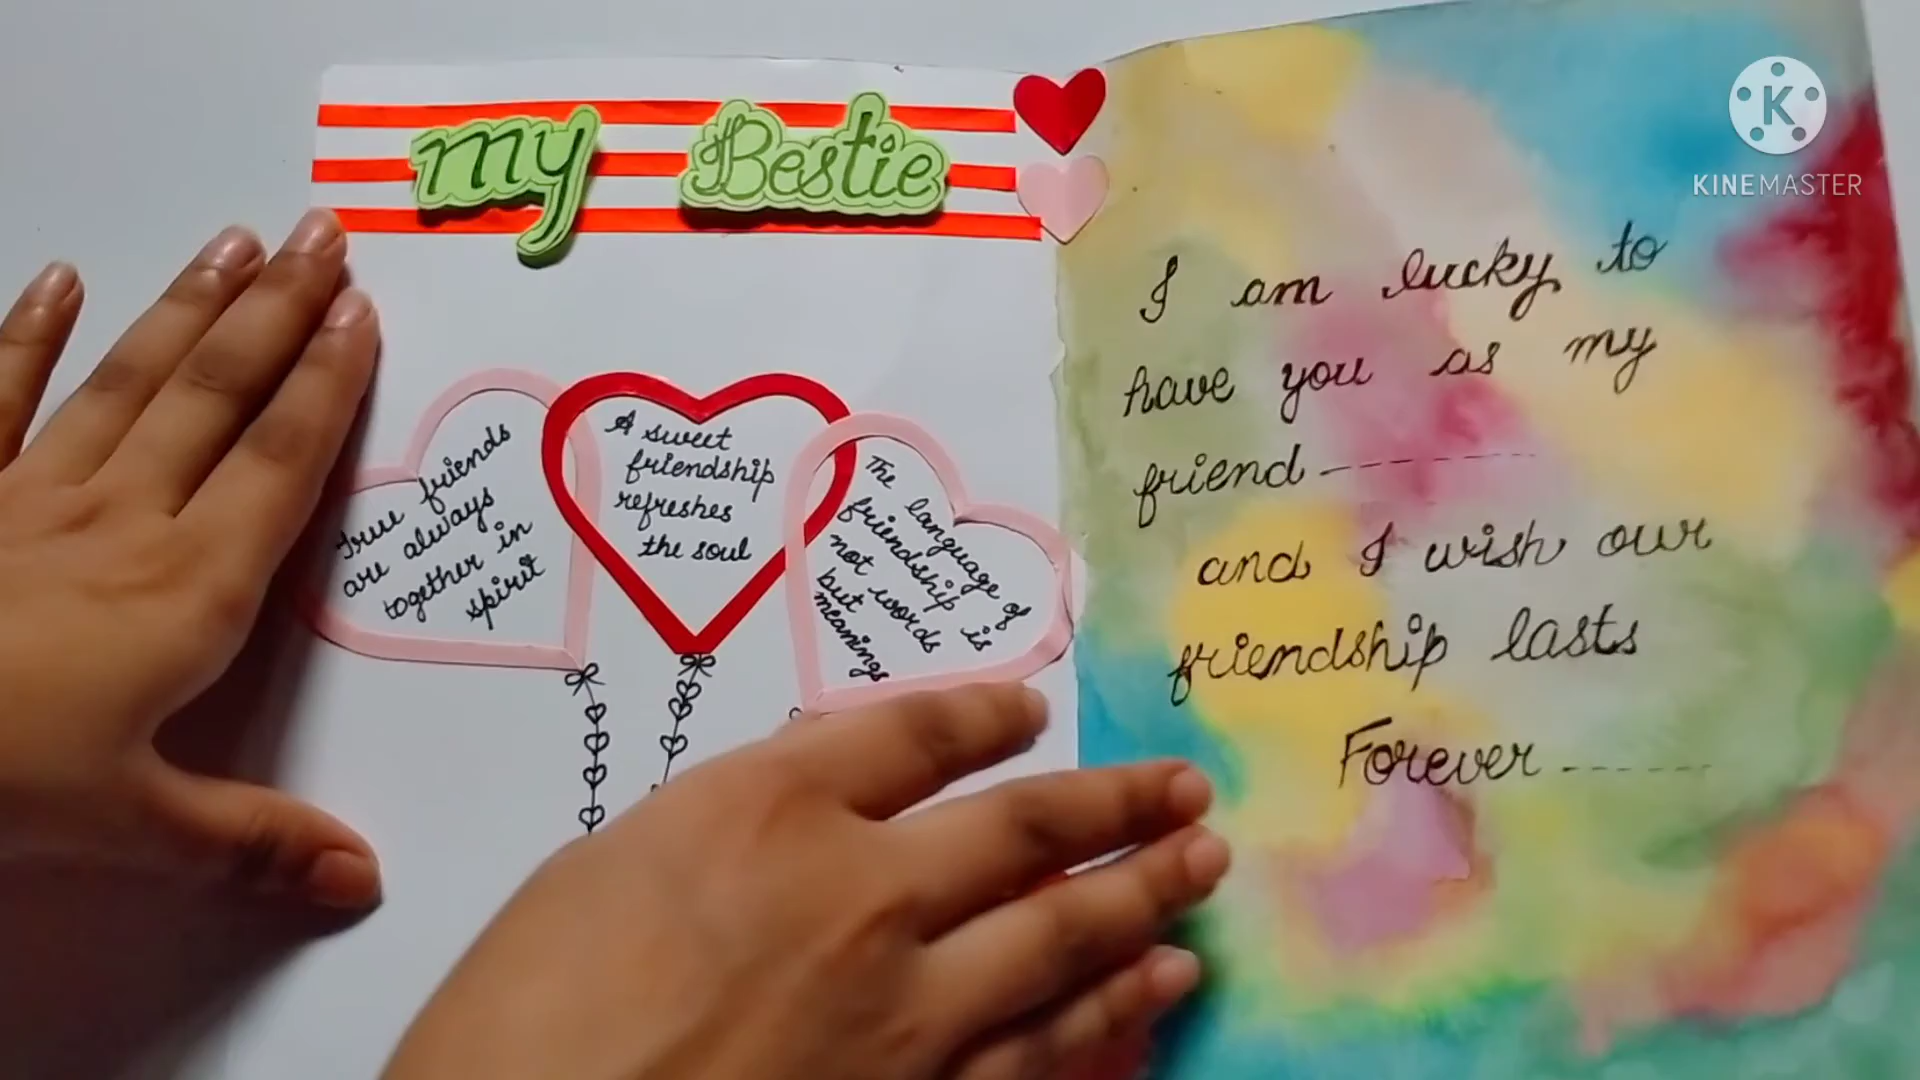 my Bestie
True friends
are always
together in
spirit
A sweet
friendship
refreshes
the soul
The language of
friendship is
not words
but
meanings
I am lucky to
have you as my
friend -------
and I wish our
friendship lasts
Forever ------
K
KINEMASTER